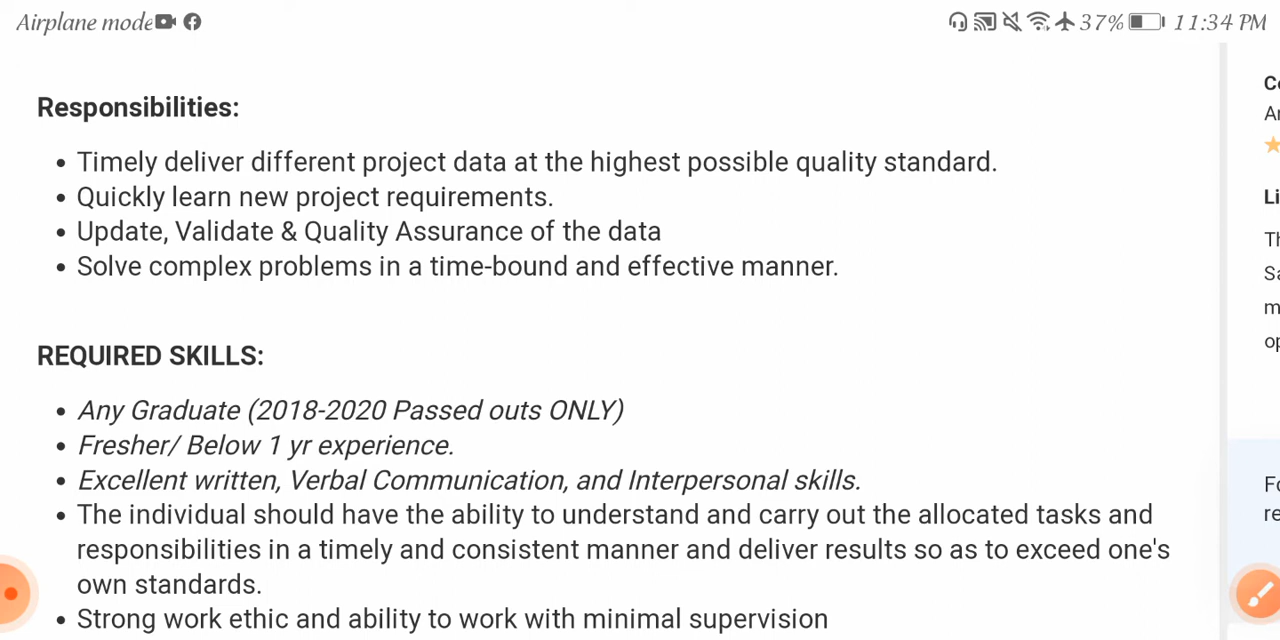 Airplane mode
37% 11:34 PM
Responsibilities:
• Timely deliver different project data at the highest possible quality standard.
• Quickly learn new project requirements.
• Update, Validate & Quality Assurance of the data
• Solve complex problems in a time-bound and effective manner.
REQUIRED SKILLS:
• Any Graduate (2018-2020 Passed outs ONLY)
• Fresher/ Below 1 yr experience.
• Excellent written, Verbal Communication, and Interpersonal skills.
• The individual should have the ability to understand and carry out the allocated tasks and
responsibilities in a timely and consistent manner and deliver results so as to exceed one's
own standards.
• Strong work ethic and ability to work with minimal supervision